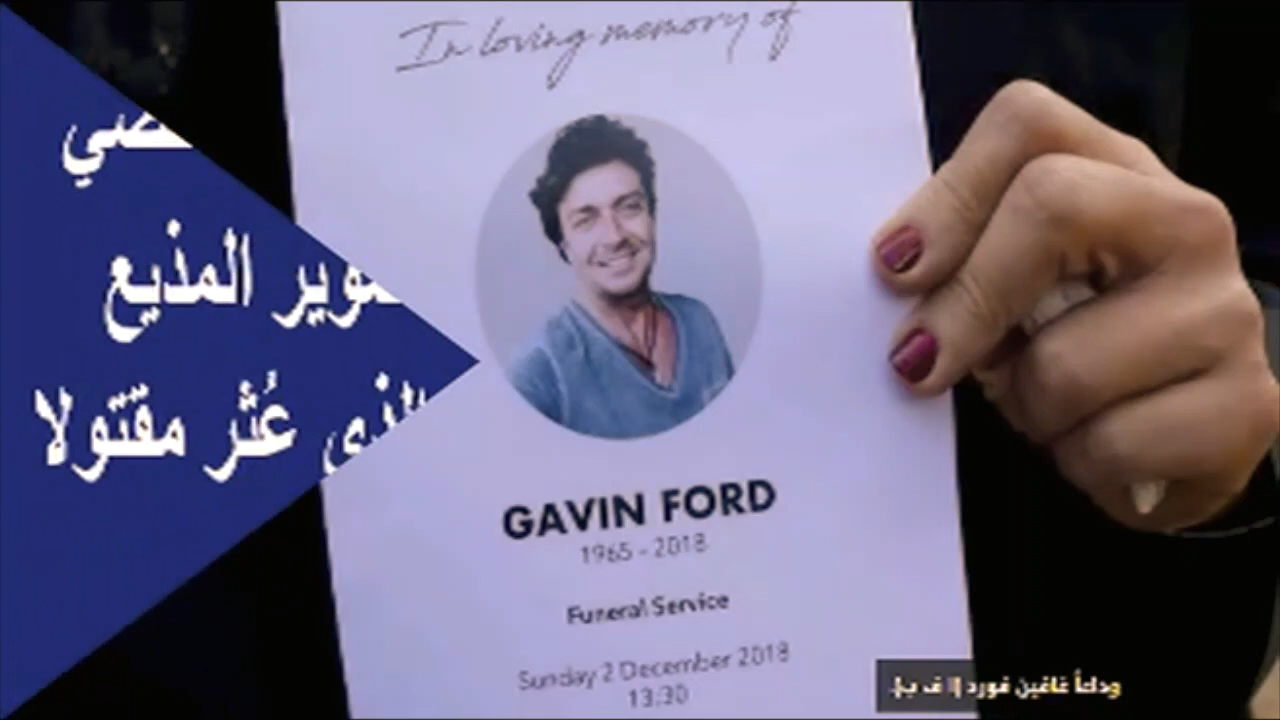 In loving memory of
GAVIN FORD
1965 - 2018
Funeral Service
Sunday 2 December 2018
13:30
المذيع
عُثر مقتولا
وداعاً غافين فورد